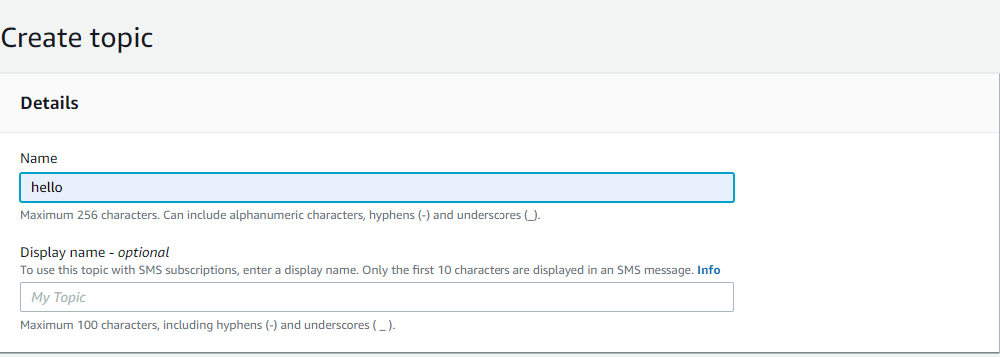 Create topic
Details
Name
hello
Maximum 256 characters. Can include alphanumeric characters, hyphens (-) and underscores (_).
Display name - optional
To use this topic with SMS subscriptions, enter a display name. Only the first 10 characters are displayed in an SMS message. Info
My Topic
Maximum 100 characters, including hyphens (-) and underscores ( _ ).